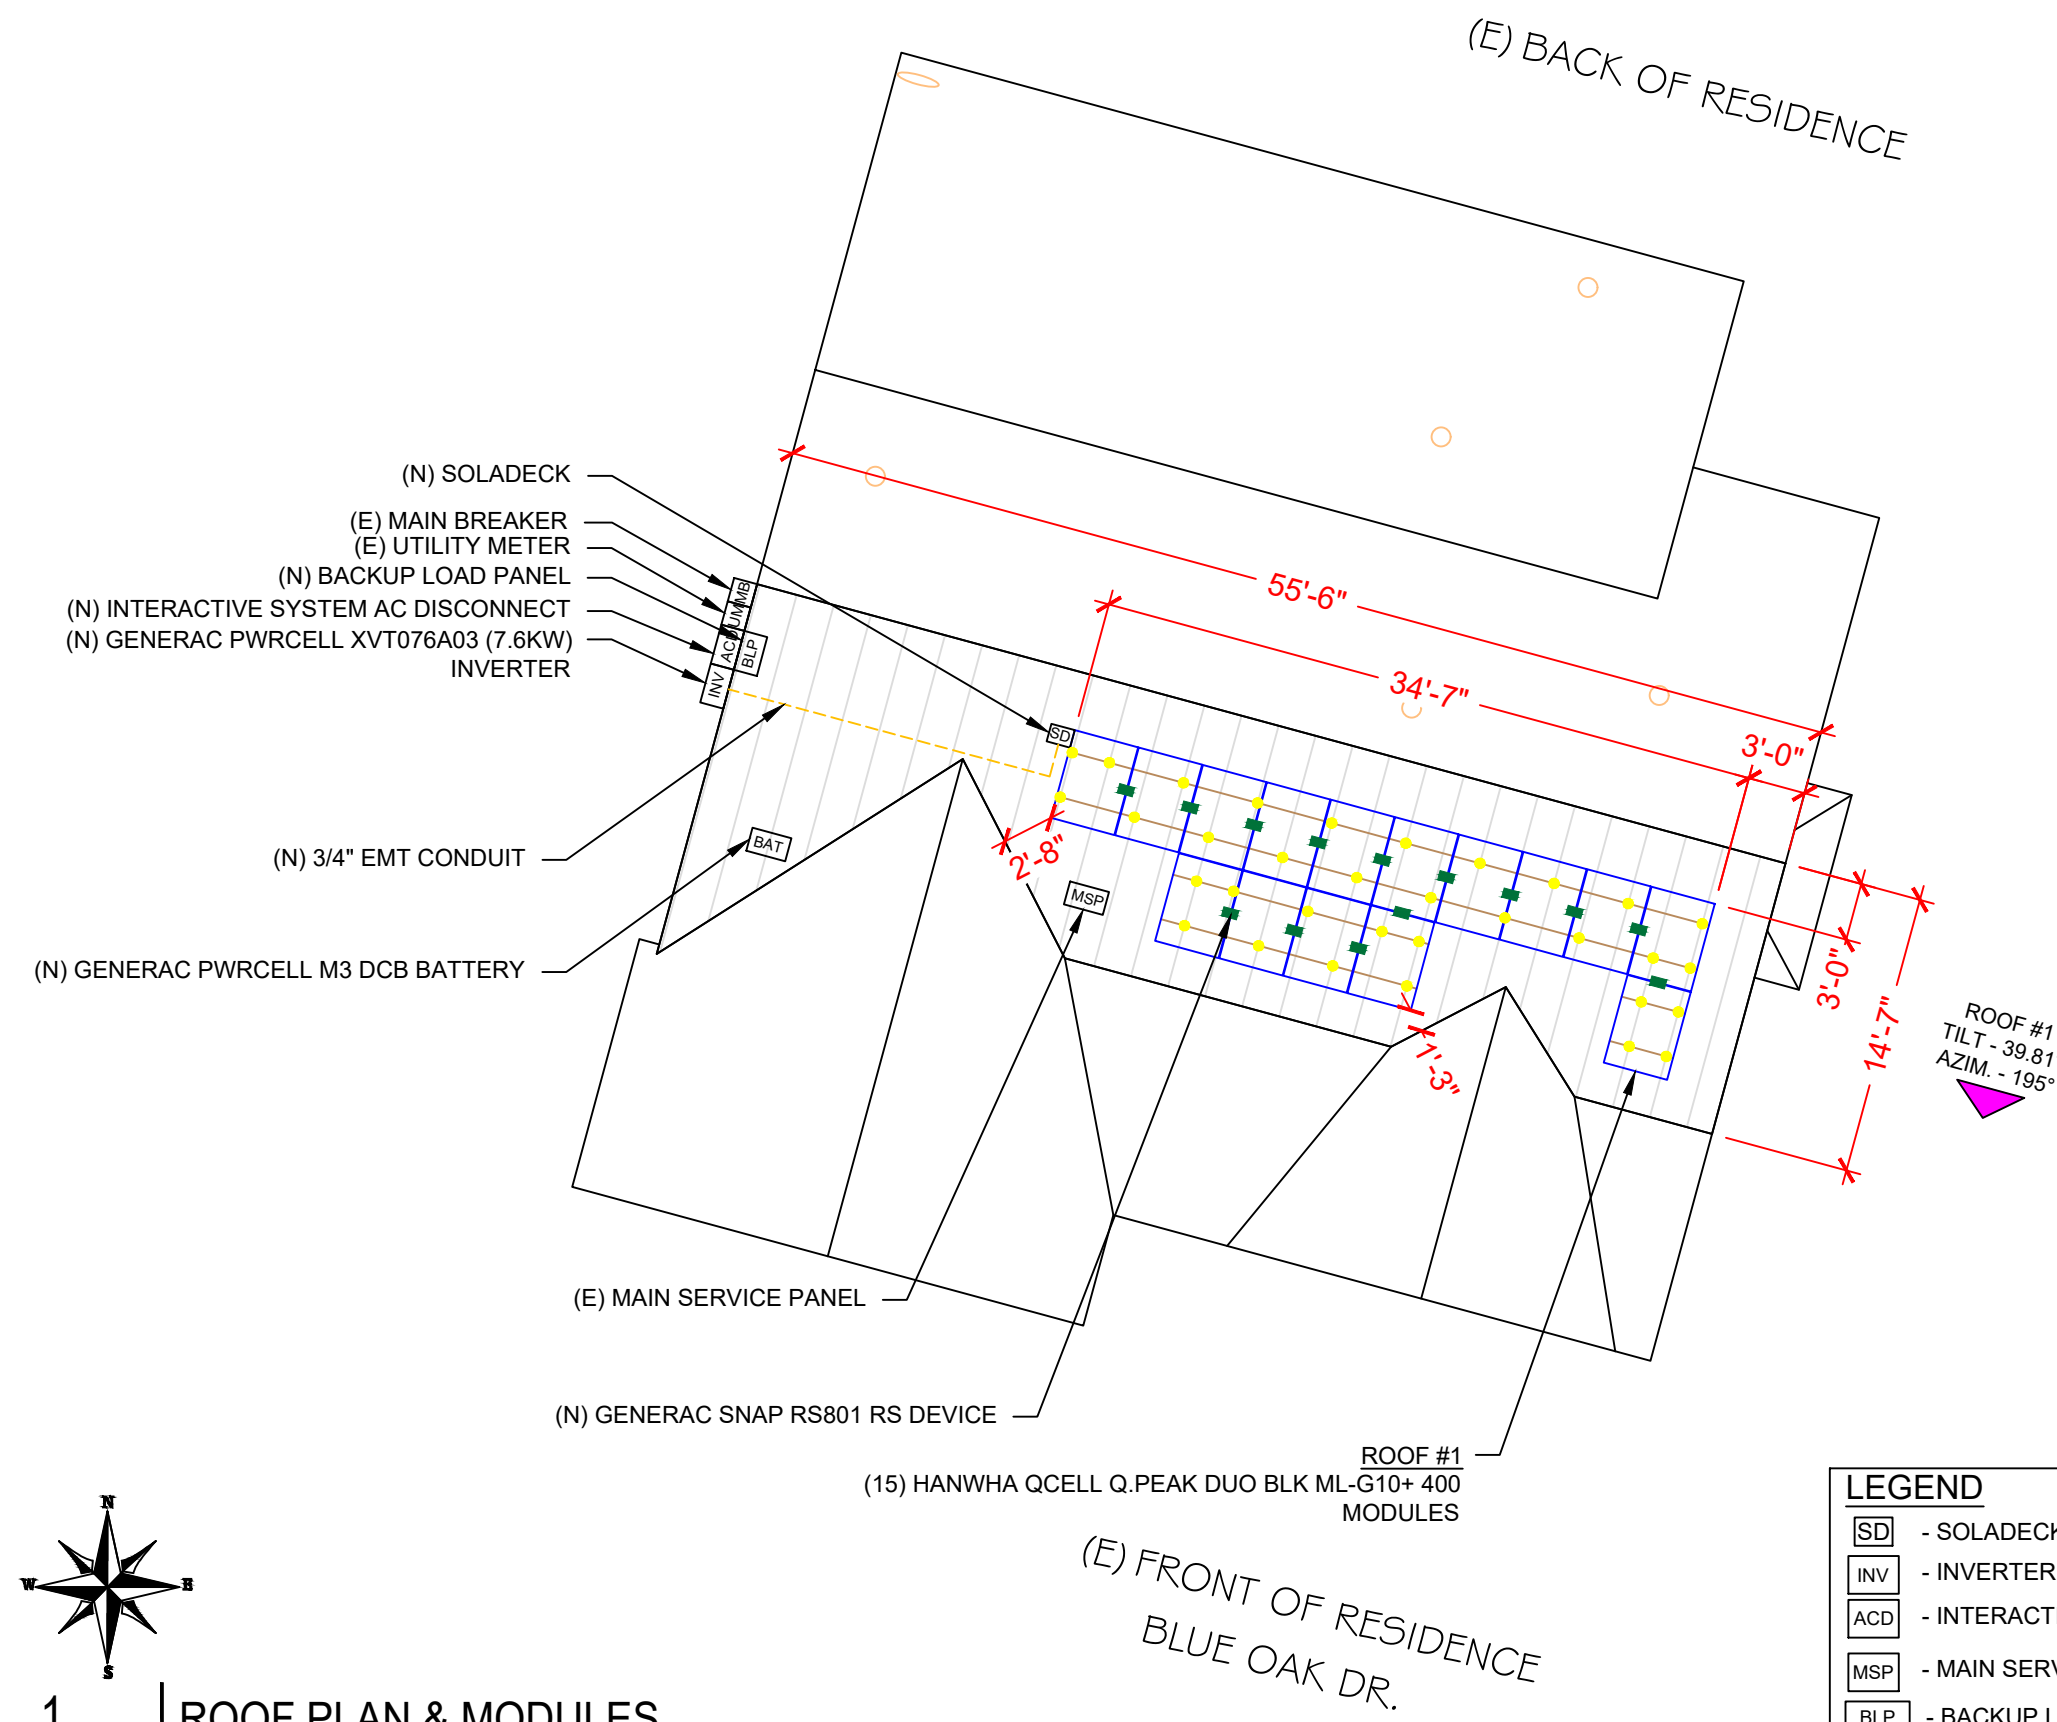 (E) BACK OF RESIDENCE
(N) SOLADECK
(E) MAIN BREAKER
(E) UTILITY METER
(N) BACKUP LOAD PANEL
(N) INTERACTIVE SYSTEM AC DISCONNECT
(N) GENERAC PWRCELL XVT076A03 (7.6KW)
INVERTER
MB
UM
ACD
BLP
INV
SD
55'-6"
34'-7"
3'-0"
2'-8"
BAT
MSP
(N) 3/4" EMT CONDUIT
(N) GENERAC PWRCELL M3 DCB BATTERY
3'-0"
14'-7"
1'-3"
ROOF #1
TILT - 39.81
AZIM. - 195°
(E) MAIN SERVICE PANEL
(N) GENERAC SNAP RS801 RS DEVICE
ROOF #1
(15) HANWHA QCELL Q.PEAK DUO BLK ML-G10+ 400
MODULES
(E) FRONT OF RESIDENCE
BLUE OAK DR.
N
W
E
S
1
ROOF PLAN & MODULES
LEGEND
SD - SOLADECK
INV - INVERTER
ACD - INTERACT
MSP - MAIN SERV
BLP - BACKUP L